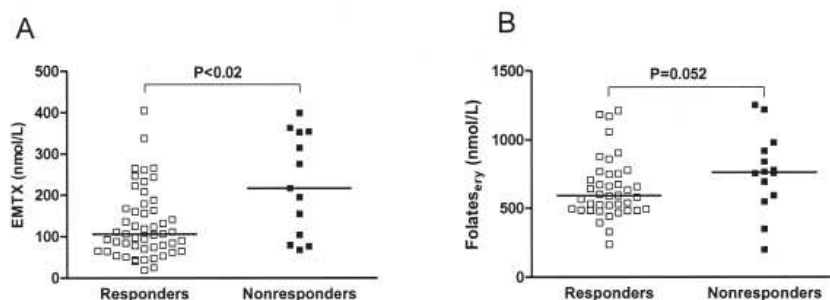 A
P<0.02
EMTX (nmol/L)
500
400
300
200
100
0
Responders
Nonresponders
B
P=0.052
Folates_ery (nmol/L)
1500
1000
500
0
Responders
Nonresponders